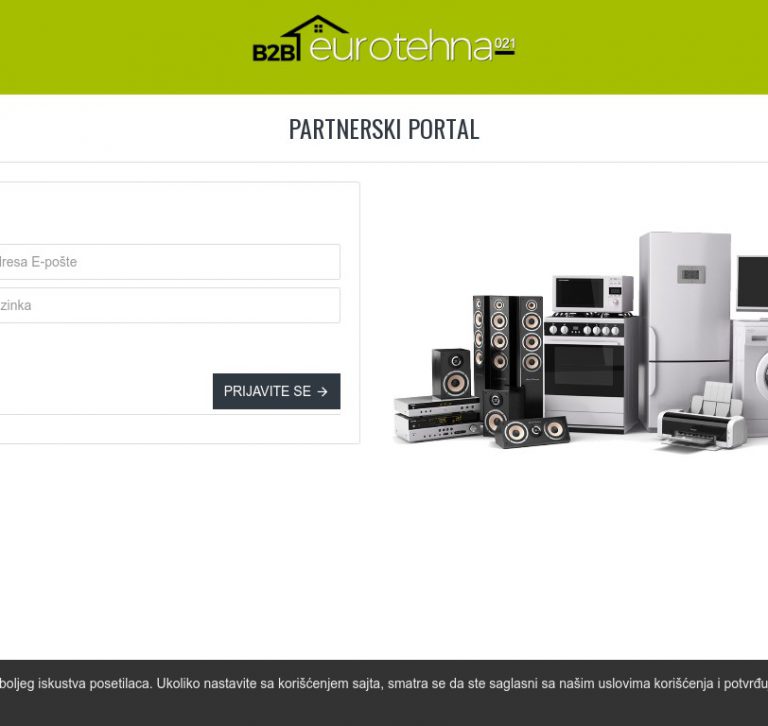 B2B eurotehna 021
PARTNERSKI PORTAL
resa E-pošte
zinka
PRIJAVITE SE →
boljeg iskustva posetilaca. Ukoliko nastavite sa korišćenjem sajta, smatra se da ste saglasni sa našim uslovima korišćenja i potvrđu